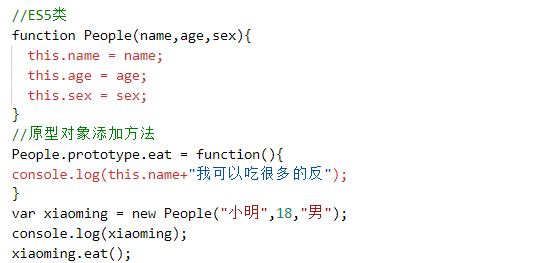 //ES5类
function People(name,age,sex){
this.name = name;
this.age = age;
this.sex = sex;
}
//原型对象添加方法
People.prototype.eat = function(){
console.log(this.name+"我可以吃很多的反");
}
var xiaoming = new People("小明",18,"男");
console.log(xiaoming);
xiaoming.eat();